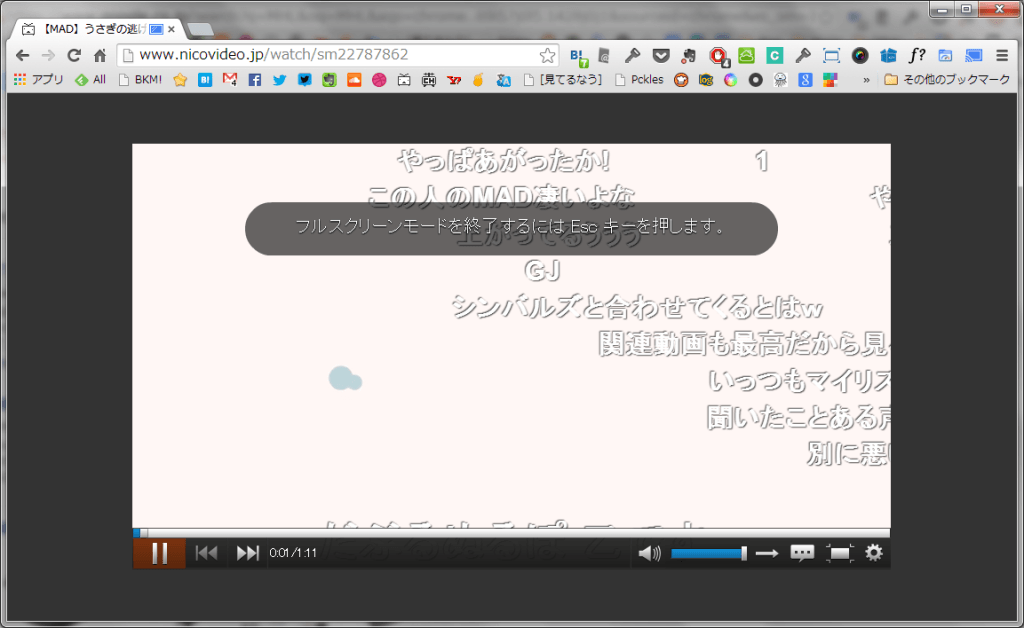 【MAD】うさぎの逃げ
www.nicovideo.jp/watch/sm22787862
アプリ All BKM! [見てるなう] Pckles その他のブックマーク
やっぱあがったか! 1
この人のMAD凄いよな や
フルスクリーンモードを終了するには Esc キーを押します。
上がってるぅぅぅ
GJ
シンバルズと合わせてくるとはw
関連動画も最高だから見
いっつもマイリス
聞いたことある声
別に悪い
0:01/1:11